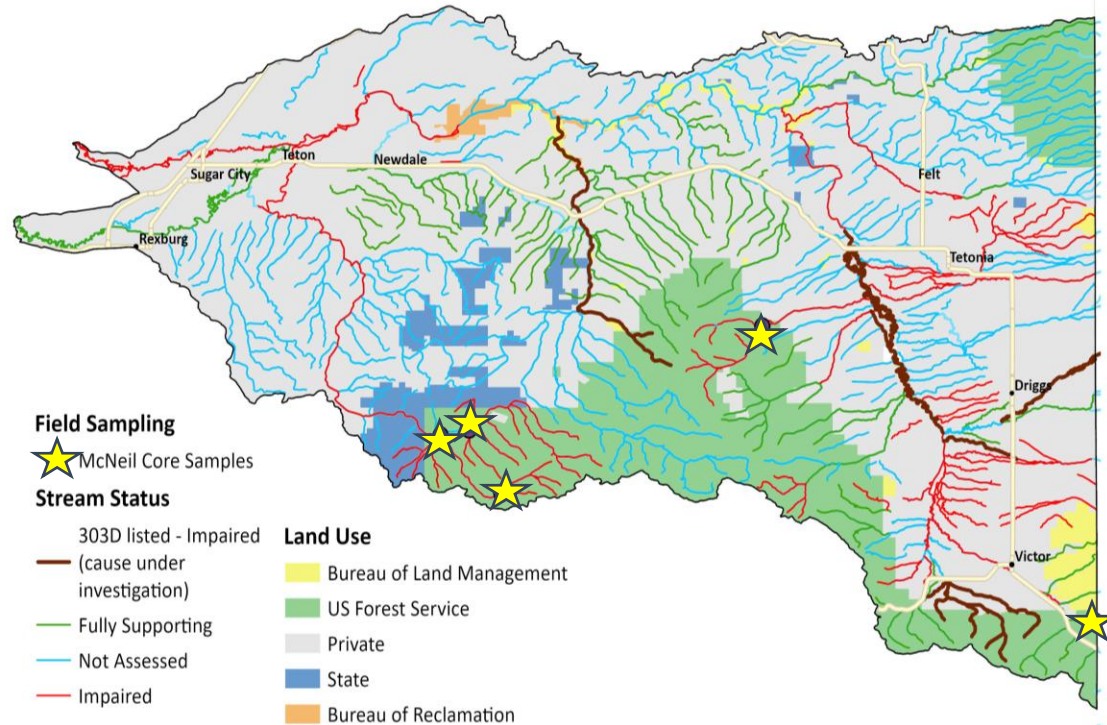 Teton
Newdale
Sugar City
Felt
Rexburg
Tetonia
Driggs
Victor
Field Sampling
McNeil Core Samples
Stream Status
303D listed - Impaired
(cause under
investigation)
Fully Supporting
Not Assessed
Impaired
Land Use
Bureau of Land Management
US Forest Service
Private
State
Bureau of Reclamation